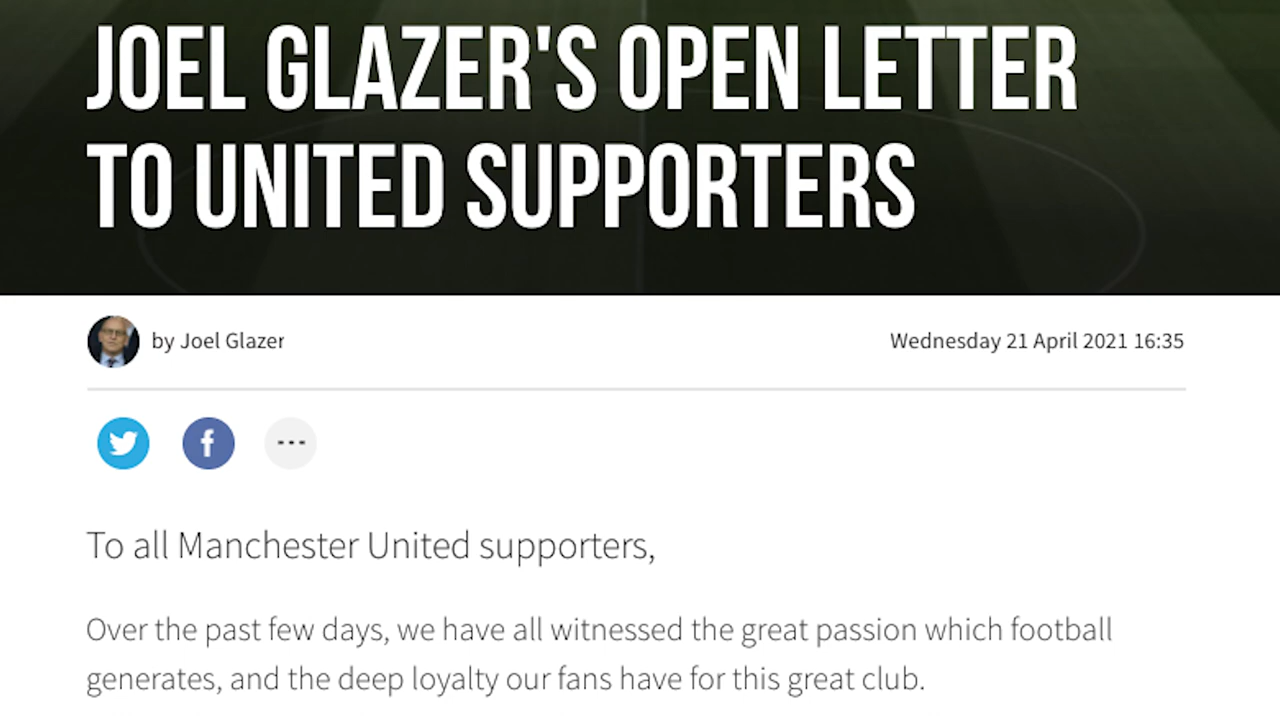 JOEL GLAZER'S OPEN LETTER
TO UNITED SUPPORTERS
by Joel Glazer
Wednesday 21 April 2021 16:35
To all Manchester United supporters,
Over the past few days, we have all witnessed the great passion which football
generates, and the deep loyalty our fans have for this great club.